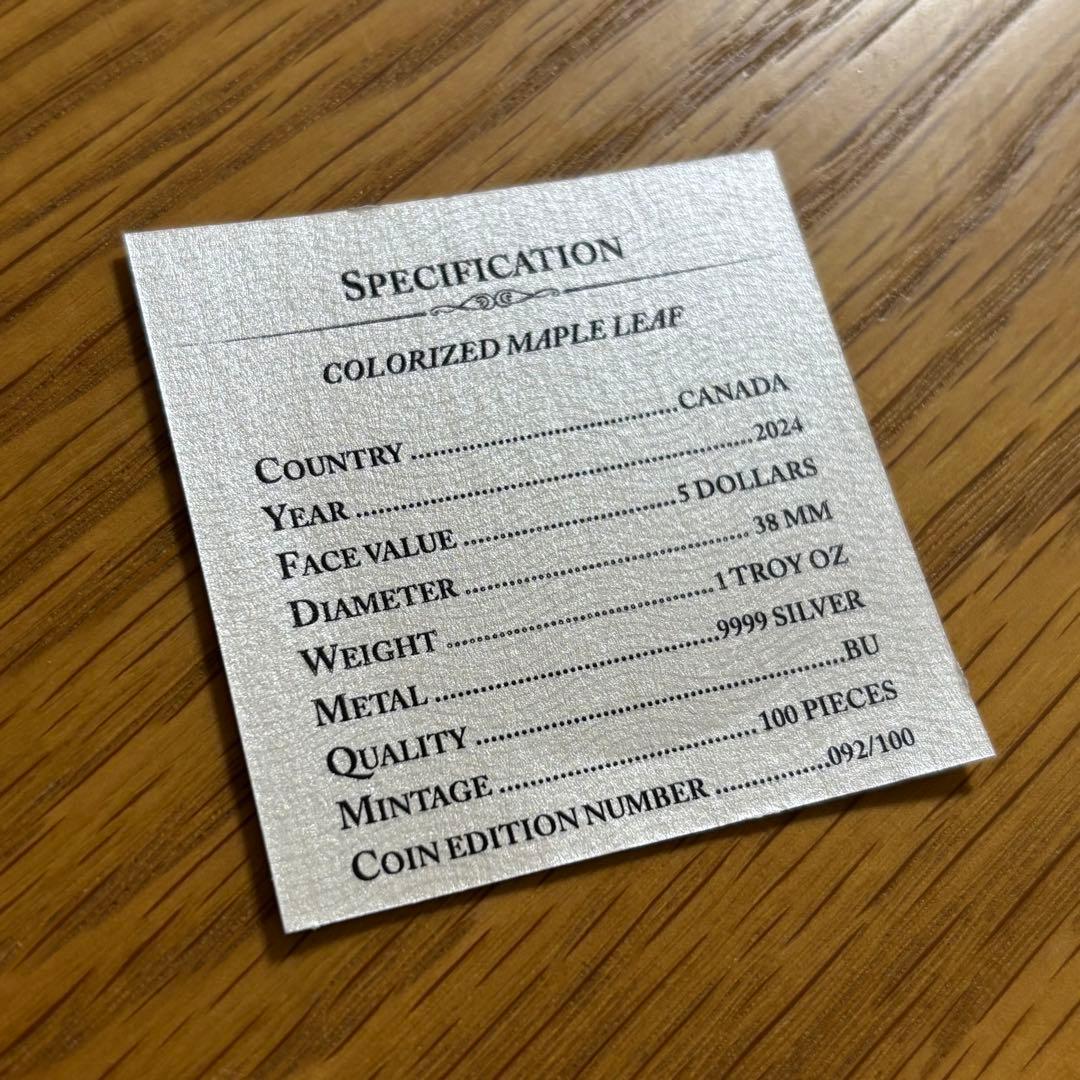 SPECIFICATION
COLORIZED MAPLE LEAF
COUNTRY ..........................CANADA
YEAR .......................................2024
FACE VALUE .....................5 DOLLARS
DIAMETER ............................ 38 MM
WEIGHT ..........................1 TROY OZ
METAL ...........................9999 SILVER
QUALITY ....................................BU
MINTAGE .........................100 PIECES
COIN EDITION NUMBER ............092/100